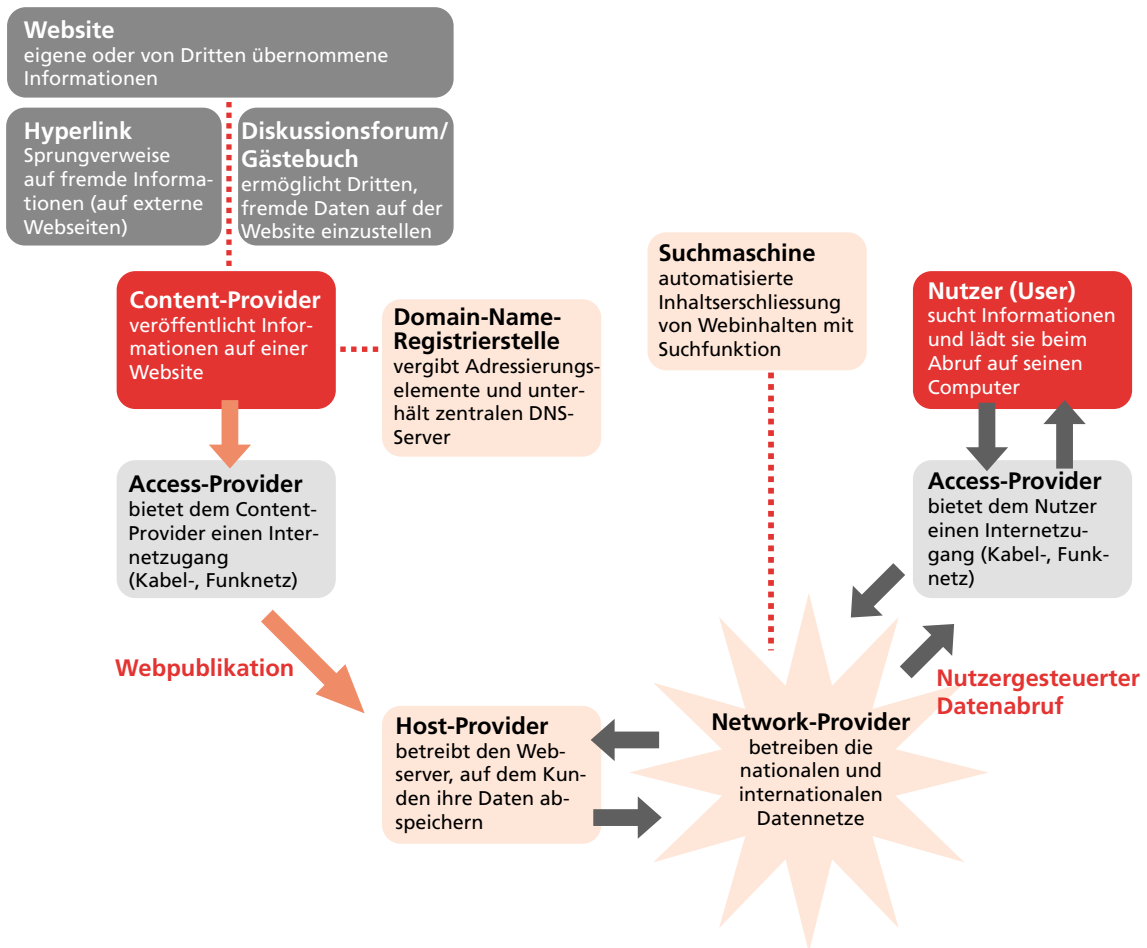 Website
eigene oder von Dritten übernommene
Informationen
Hyperlink
Sprungverweise
auf fremde Informa-
tionen (auf externe
Webseiten)
Diskussionsforum/
Gästebuch
ermöglicht Dritten,
fremde Daten auf der
Website einzustellen
Content-Provider
veröffentlicht Infor-
mationen auf einer
Website
Domain-Name-
Registrierstelle
vergibt Adressierungs-
elemente und unter-
hält zentralen DNS-
Server
Suchmaschine
automatisierte
Inhaltserschliessung
von Webinhalten mit
Suchfunktion
Nutzer (User)
sucht Informationen
und lädt sie beim
Abruf auf seinen
Computer
Access-Provider
bietet dem Content-
Provider einen Inter-
netzugang
(Kabel-, Funknetz)
Access-Provider
bietet dem Nutzer
einen Internetzu-
gang (Kabel-, Funk-
netz)
Webpublikation
Nutzergesteuerter
Datenabruf
Host-Provider
betreibt den Web-
server, auf dem Kun-
den ihre Daten ab-
speichern
Network-Provider
betreiben die
nationalen und
internationalen
Datennetze